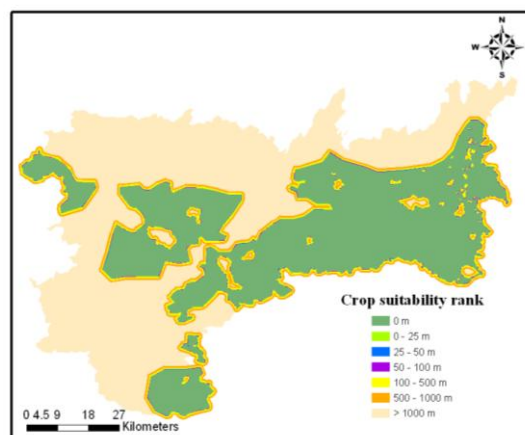 N
W E
S
Crop suitability rank
0 m
0 - 25 m
25 - 50 m
50 - 100 m
100 - 500 m
500 - 1000 m
> 1000 m
0 4.5 9 18 27
Kilometers